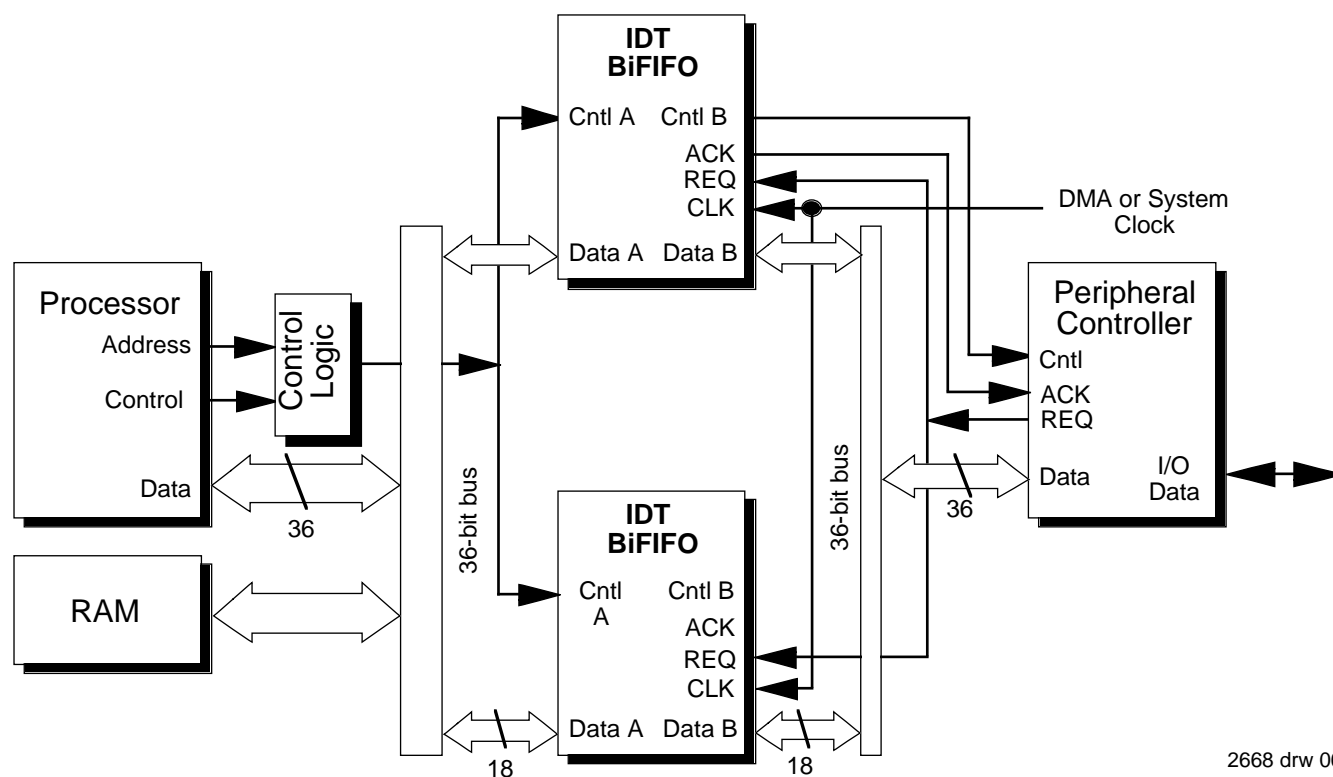 IDT
BiFIFO
Cntl A Cntl B
ACK
REQ
CLK
Data A Data B
DMA or System
Clock
Processor
Address
Control
Data
36
Control
Logic
RAM
36-bit bus
IDT
BiFIFO
Cntl
A
Cntl B
ACK
REQ
CLK
Data A Data B
18
18
36-bit bus
36
Peripheral
Controller
Cntl
ACK
REQ
Data
I/O
Data
2668 drw